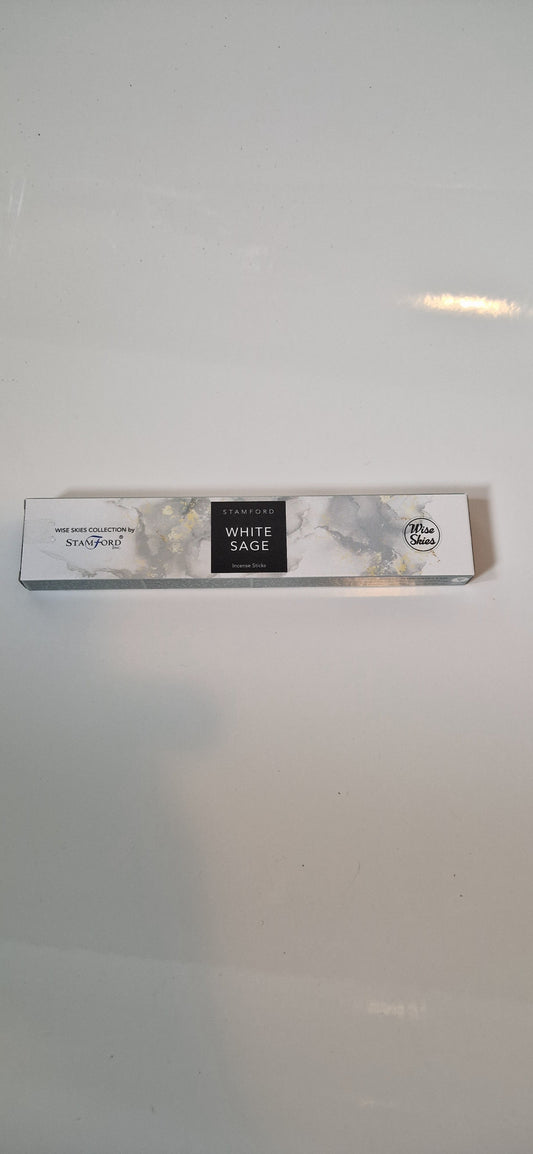 WISE SKIES COLLECTION by
STAMFORD®
STAMFORD
WHITE
SAGE
Incense Sticks
Wise
Skies